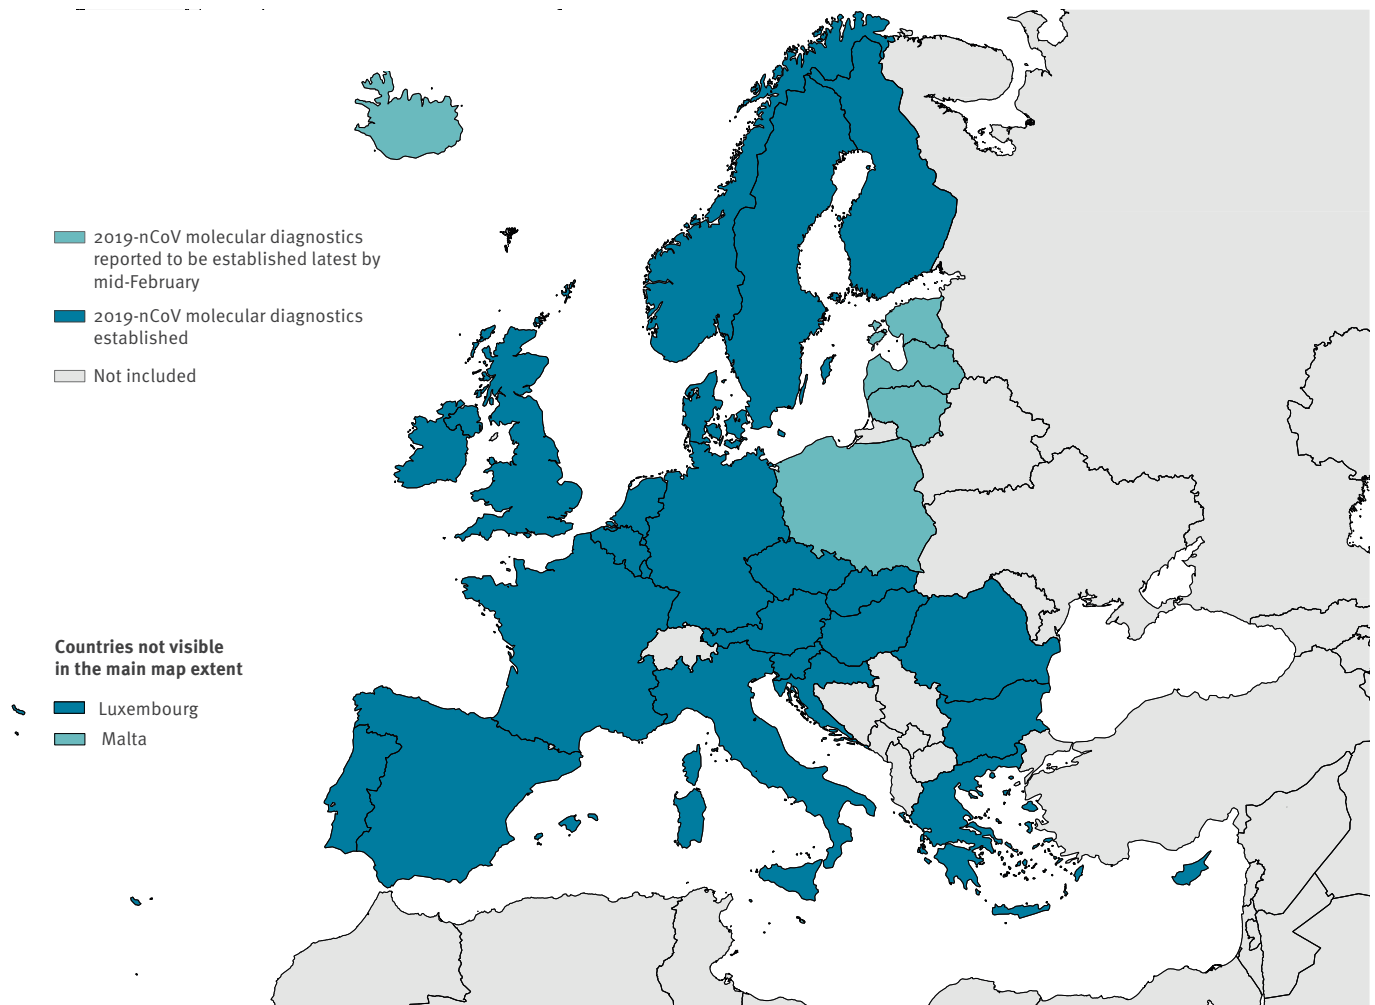 2019-nCoV molecular diagnostics
reported to be established latest by
mid-February
2019-nCoV molecular diagnostics
established
Not included
Countries not visible
in the main map extent
Luxembourg
Malta